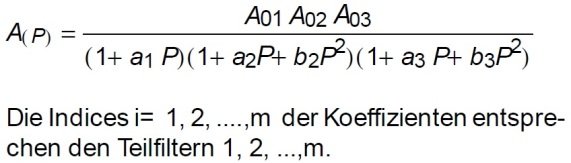 A(P) = A01 A02 A03 / (1+ a1 P)(1+ a2P+ b2P²)(1+ a3 P+ b3P²)
Die Indices i= 1, 2, ....,m der Koeffizienten entspre-
chen den Teilfiltern 1, 2, ...,m.